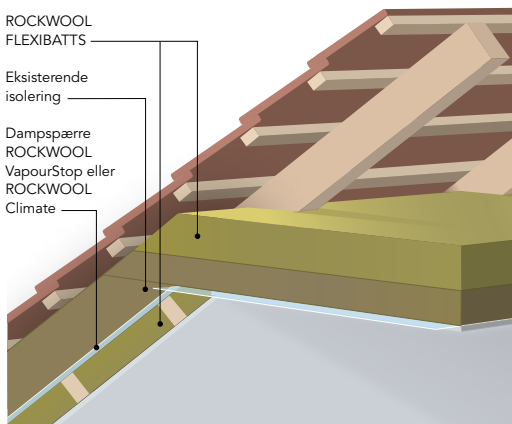 ROCKWOOL
FLEXIBATTS
Eksisterende
isolering
Dampspærre
ROCKWOOL
VapourStop eller
ROCKWOOL
Climate